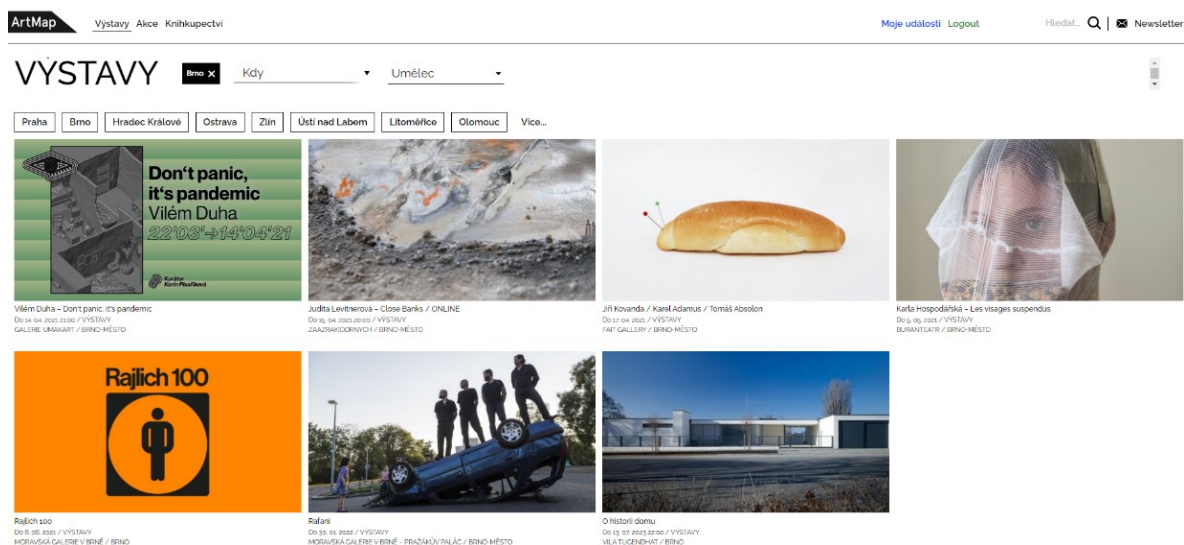 ArtMap
Výstavy Akce Knihkupectví
Moje události Logout
Hledat...
Newsletter
VÝSTAVY
Brno X
Kdy
Umělec
Praha
Brno
Hradec Králové
Ostrava
Zlín
Ústí nad Labem
Litoměřice
Olomouc
Více...
Don't panic,
it's pandemic
Vilém Duha
22'03'→14'04'21
Kurátor
Karin Písaříková
Vilém Duha – Don't panic, it's pandemic
Do 14. 04. 2021 21:00 / VÝSTAVY
GALERIE UMAKART / BRNO-MĚSTO
Judita Levitnerová – Close Banks / ONLINE
Do 15. 04. 2021 20:00 / VÝSTAVY
ZAAZRAK|DORNYCH / BRNO-MĚSTO
Jiří Kovanda / Karel Adamus / Tomáš Absolon
Do 17. 04. 2021 / VÝSTAVY
FAIT GALLERY / BRNO-MĚSTO
Karla Hospodářská – Les visages suspendus
Do 5. 05. 2021 / VÝSTAVY
BURANTEATR / BRNO-MĚSTO
Rajlich 100
Rajlich 100
Do 8. 08. 2021 / VÝSTAVY
MORAVSKÁ GALERIE V BRNĚ / BRNO
Rafani
Do 30. 01. 2022 / VÝSTAVY
MORAVSKÁ GALERIE V BRNĚ – PRAŽÁKŮV PALÁC / BRNO-MĚSTO
O historii domu
Do 13. 07. 2023 22:00 / VÝSTAVY
VILA TUGENDHAT / BRNO